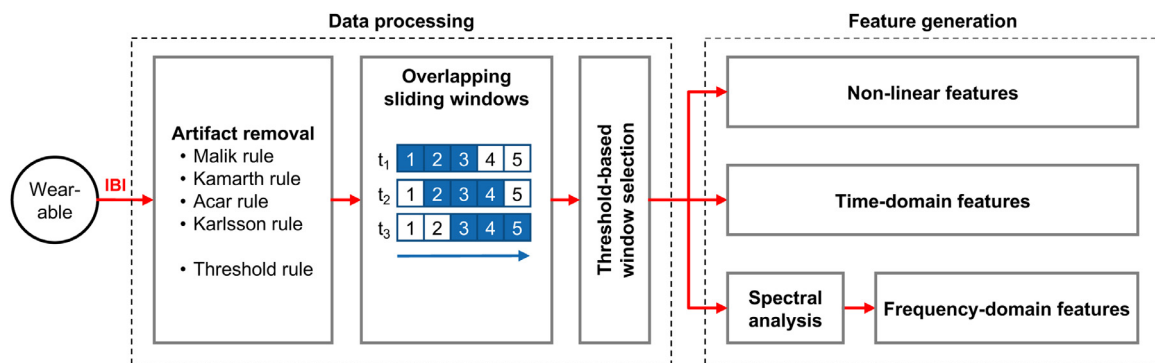 Data processing
Feature generation
Wear-
able
IBI
Artifact removal
• Malik rule
• Kamarth rule
• Acar rule
• Karlsson rule
• Threshold rule
Overlapping
sliding windows
t1 1 2 3 4 5
t2 1 2 3 4 5
t3 1 2 3 4 5
Threshold-based
window selection
Non-linear features
Time-domain features
Spectral
analysis
Frequency-domain features